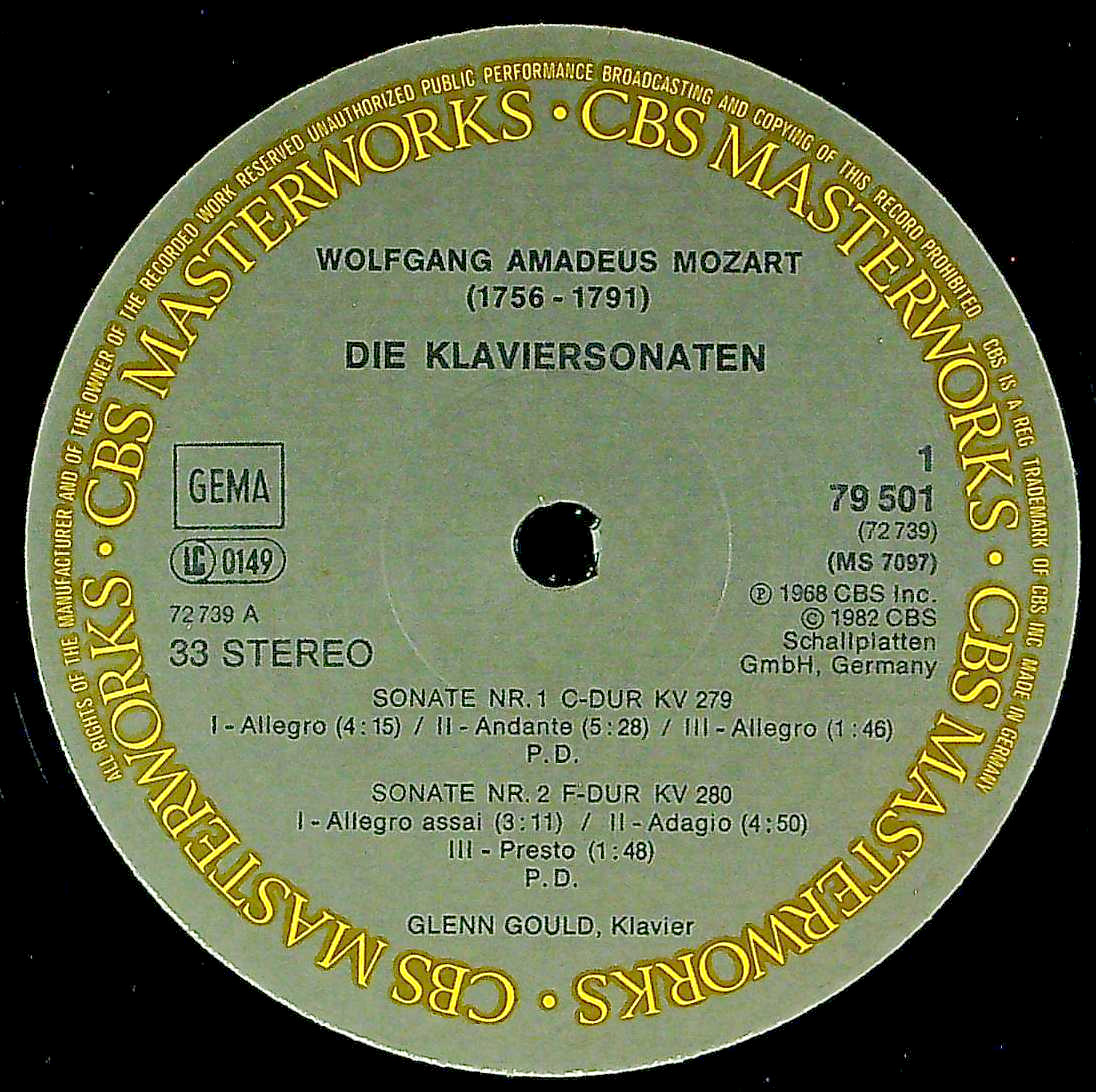 ALL RIGHTS OF THE MANUFACTURER AND OF THE OWNER OF THE RECORDED WORK RESERVED UNAUTHORIZED PUBLIC PERFORMANCE BROADCASTING AND COPYING OF THIS RECORD PROHIBITED CBS IS A REG TRADEMARK OF CBS INC MADE IN GERMANY
CBS MASTERWORKS • CBS MASTERWORKS • CBS MASTERWORKS • CBS MASTERWORKS •
WOLFGANG AMADEUS MOZART
(1756 - 1791)
DIE KLAVIERSONATEN
GEMA
LC 0149
72 739 A
33 STEREO
1
79 501
(72 739)
(MS 7097)
℗ 1968 CBS Inc.
© 1982 CBS
Schallplatten
GmbH, Germany
SONATE NR. 1 C-DUR KV 279
I - Allegro (4 : 15) / II - Andante (5 : 28) / III - Allegro (1 : 46)
P. D.
SONATE NR. 2 F-DUR KV 280
I - Allegro assai (3 : 11) / II - Adagio (4 : 50)
III - Presto (1 : 48)
P. D.
GLENN GOULD, Klavier